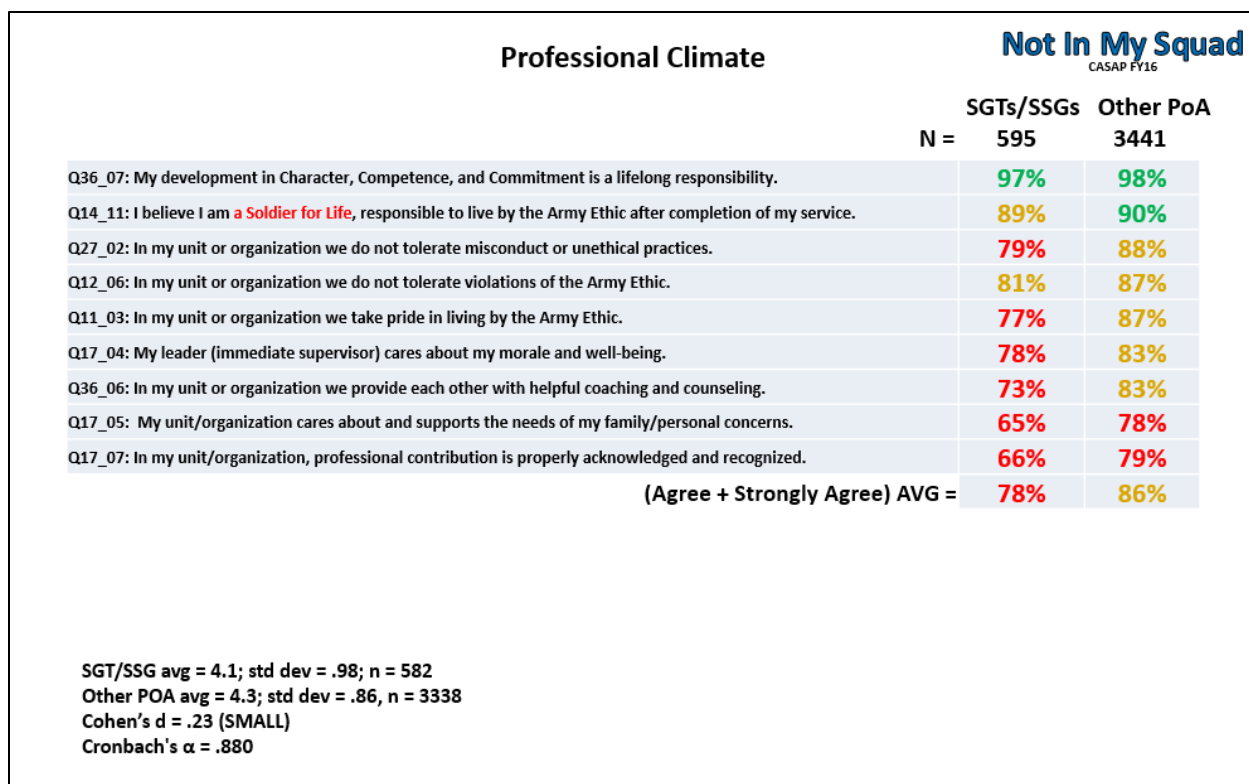 Professional Climate
Not In My Squad
CASAP FY16
SGTs/SSGs Other PoA
N = 595 3441
Q36_07: My development in Character, Competence, and Commitment is a lifelong responsibility. 97% 98%
Q14_11: I believe I am a Soldier for Life, responsible to live by the Army Ethic after completion of my service. 89% 90%
Q27_02: In my unit or organization we do not tolerate misconduct or unethical practices. 79% 88%
Q12_06: In my unit or organization we do not tolerate violations of the Army Ethic. 81% 87%
Q11_03: In my unit or organization we take pride in living by the Army Ethic. 77% 87%
Q17_04: My leader (immediate supervisor) cares about my morale and well-being. 78% 83%
Q36_06: In my unit or organization we provide each other with helpful coaching and counseling. 73% 83%
Q17_05: My unit/organization cares about and supports the needs of my family/personal concerns. 65% 78%
Q17_07: In my unit/organization, professional contribution is properly acknowledged and recognized. 66% 79%
(Agree + Strongly Agree) AVG = 78% 86%
SGT/SSG avg = 4.1; std dev = .98; n = 582
Other POA avg = 4.3; std dev = .86, n = 3338
Cohen’s d = .23 (SMALL)
Cronbach's α = .880